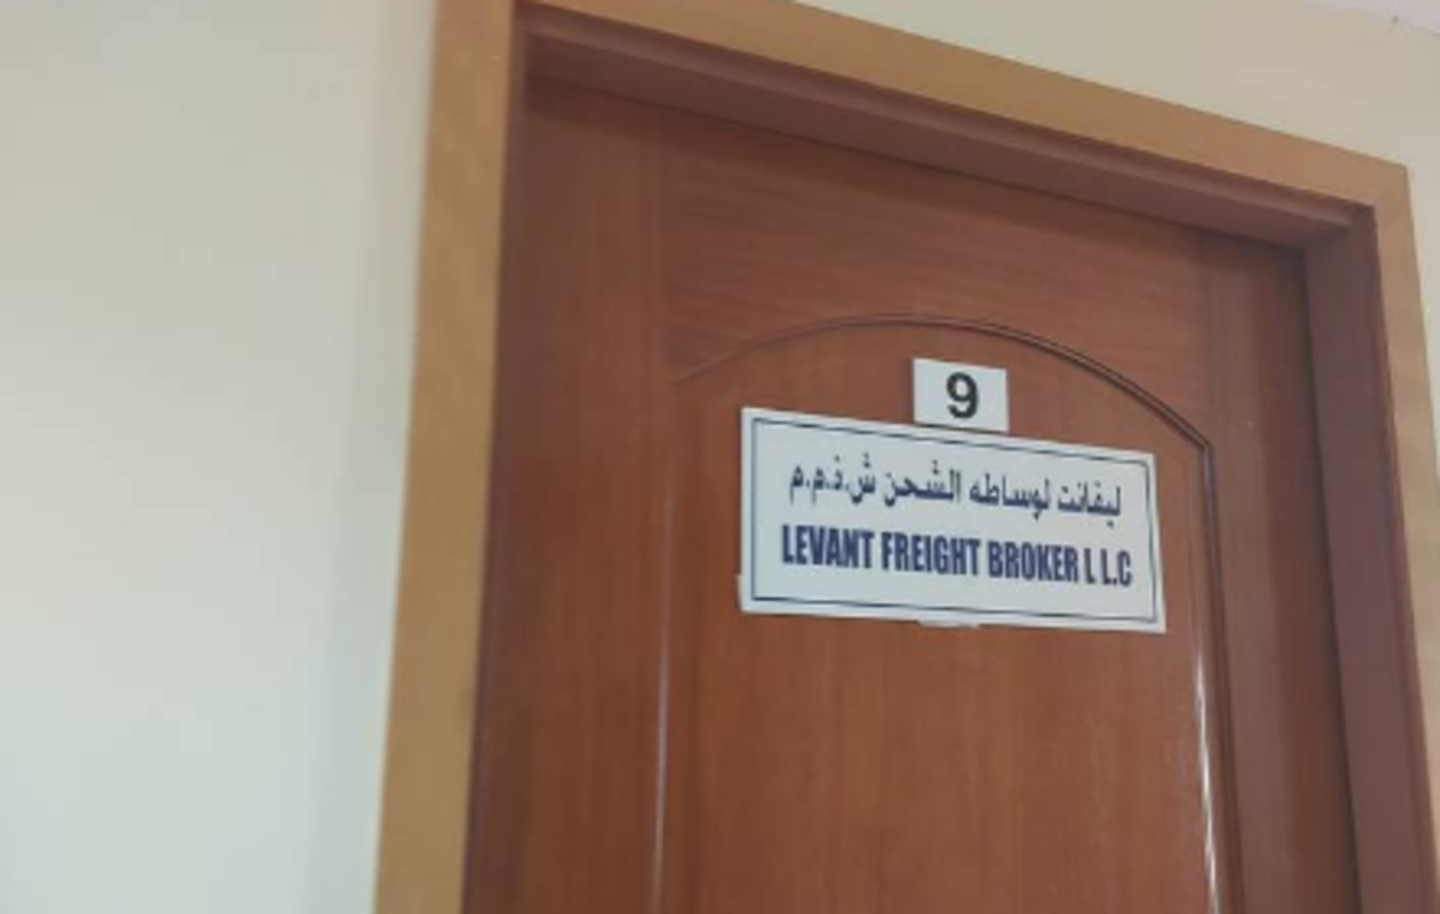 9
ليفانت لوساطه الشحن ش.ذ.م.م
LEVANT FREIGHT BROKER L L.C